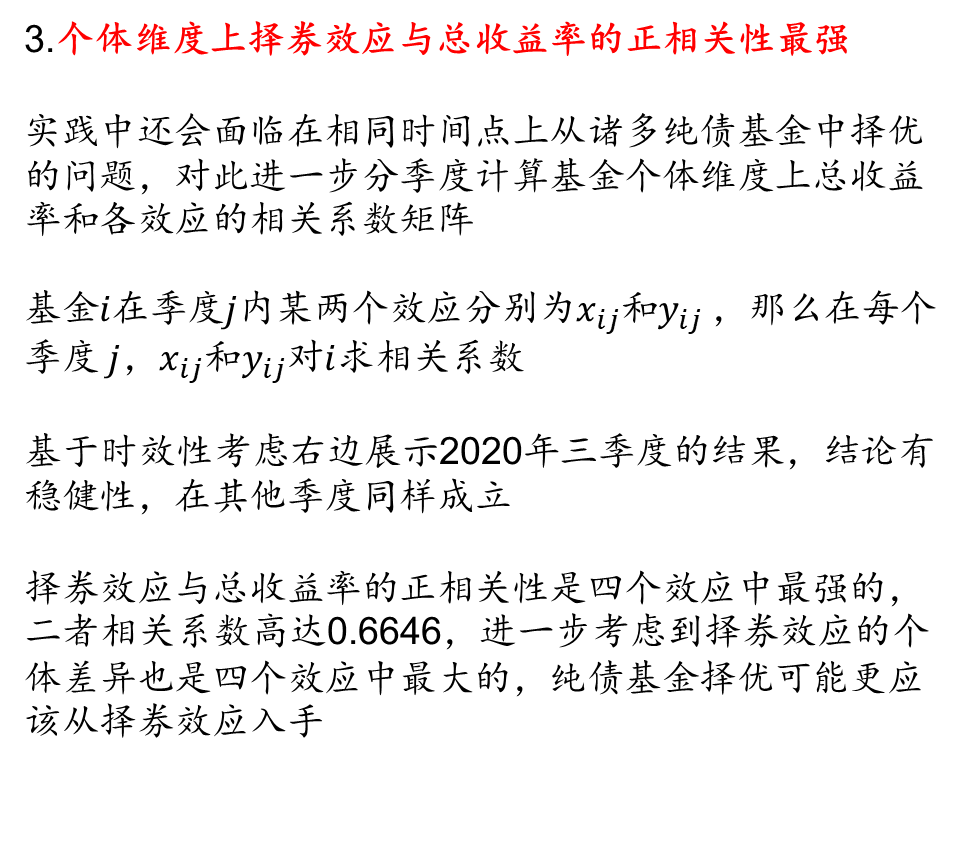 3.个体维度上择券效应与总收益率的正相关性最强
实践中还会面临在相同时间点上从诸多纯债基金中择优
的问题，对此进一步分季度计算基金个体维度上总收益
率和各效应的相关系数矩阵
基金i在季度j内某两个效应分别为x_{ij}和y_{ij}，那么在每个
季度j，x_{ij}和y_{ij}对i求相关系数
基于时效性考虑右边展示2020年三季度的结果，结论有
稳健性，在其他季度同样成立
择券效应与总收益率的正相关性是四个效应中最强的，
二者相关系数高达0.6646，进一步考虑到择券效应的个
体差异也是四个效应中最大的，纯债基金择优可能更应
该从择券效应入手